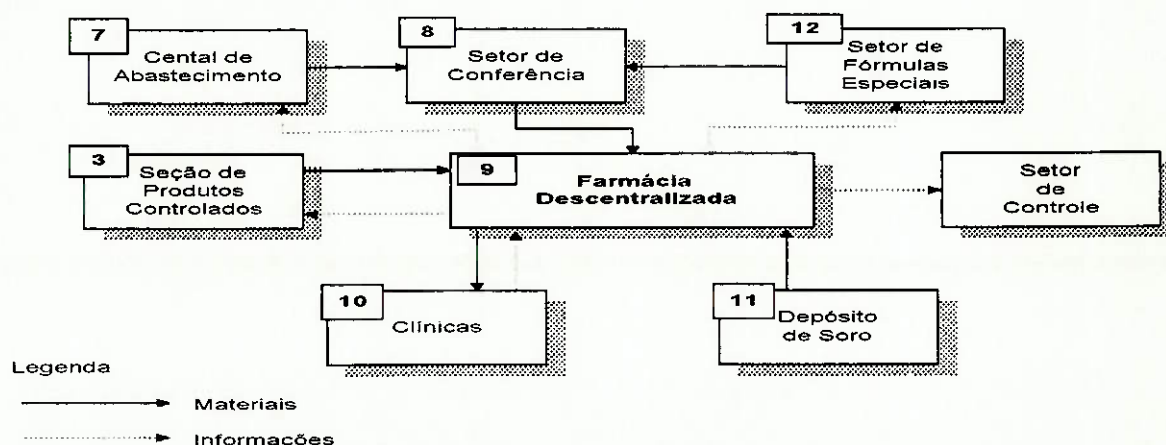 7
Cental de
Abastecimento
8
Setor de
Conferência
12
Setor de
Fórmulas
Especiais
3
Seção de
Produtos
Controlados
9
Farmácia
Descentralizada
Setor
de
Controle
10
Clínicas
11
Depósito
de Soro
Legenda
Materiais
Informações